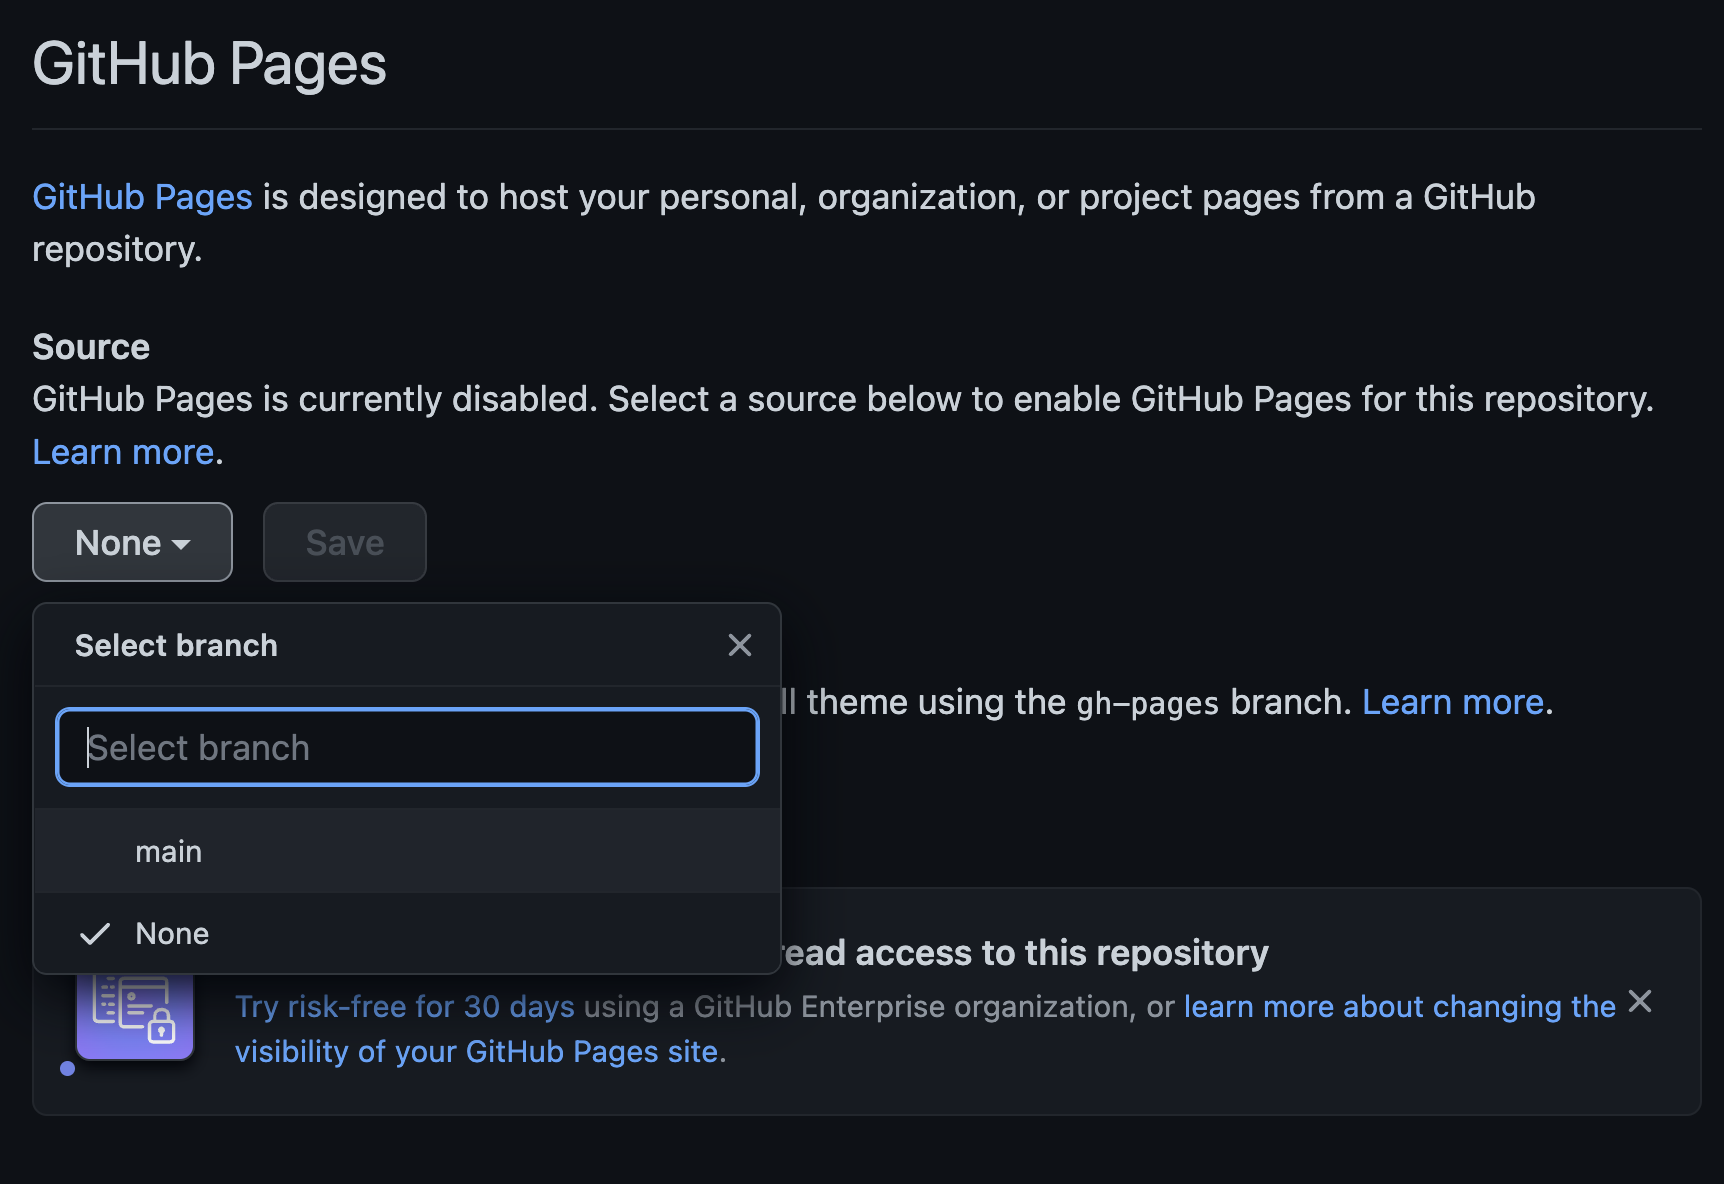 GitHub Pages
GitHub Pages is designed to host your personal, organization, or project pages from a GitHub
repository.
Source
GitHub Pages is currently disabled. Select a source below to enable GitHub Pages for this repository.
Learn more.
None Save
Select branch
theme using the gh-pages branch. Learn more.
Select branch
main
None
read access to this repository
Try risk-free for 30 days using a GitHub Enterprise organization, or learn more about changing the
visibility of your GitHub Pages site.